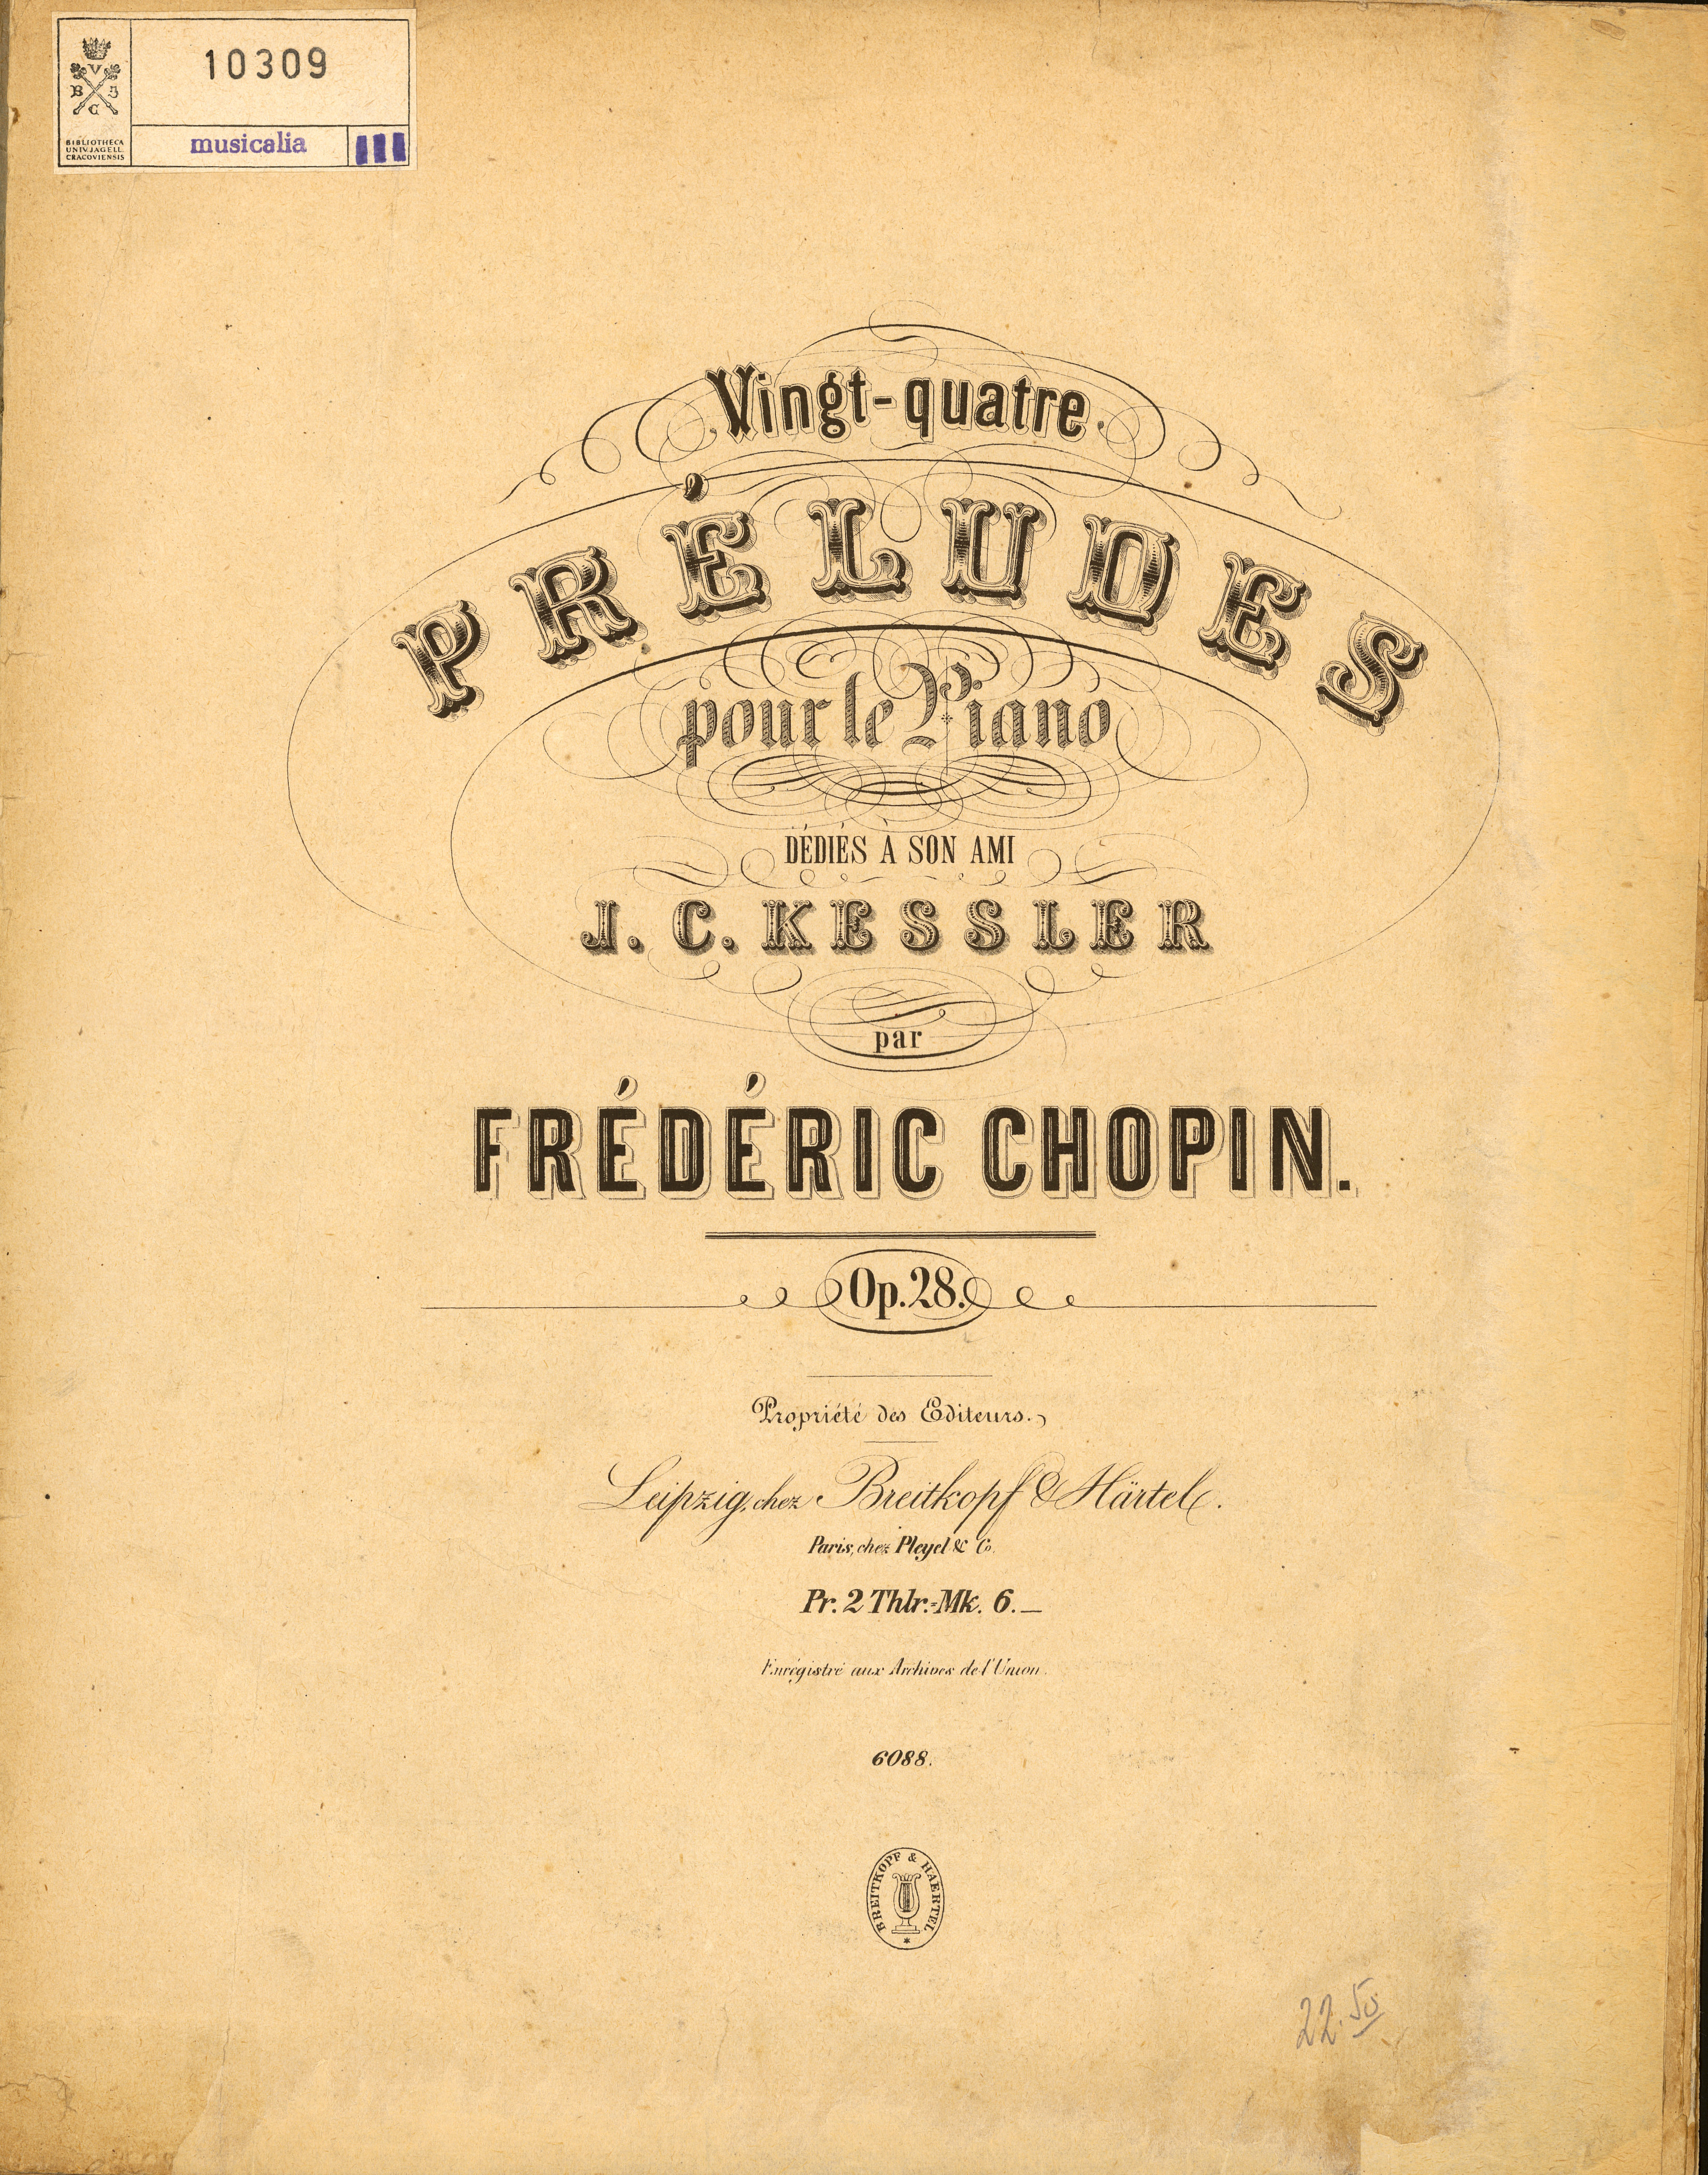 10309
V
B J
C
BIBLIOTHECA
UNIV. JAGELL.
CRACOVIENSIS
musicalia
III
Vingt-quatre
PRÉLUDES
pour le Piano
DÉDIÉS À SON AMI
J. C. KESSLER
par
FRÉDÉRIC CHOPIN.
Op. 28.
Propriété des Editeurs.
Leipzig, chez Breitkopf & Härtel.
Paris, chez Pleyel & Co.
Pr. 2 Thlr.=Mk. 6._
Enrégistré aux Archives de l'Union.
6088.
BREITKOPF & HAERTEL
22.50